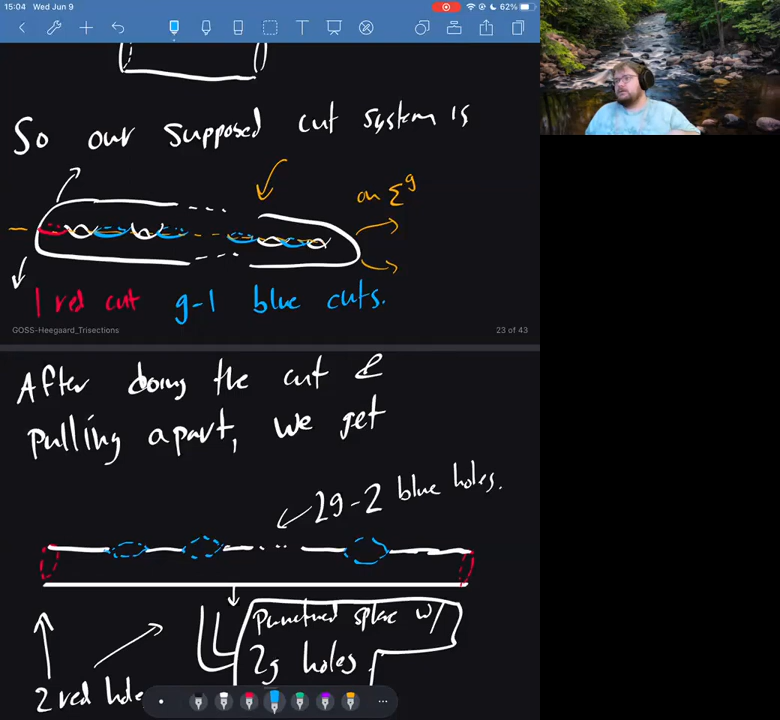 15:04 Wed Jun 9
62%
So our supposed cut system is
on Σ^g
1 red cut g-1 blue cuts.
GOSS-Heegaard_Trisections
23 of 43
After doing the cut &
pulling apart, we get
2g-2 blue holes.
Punctured sphere w/
2g holes
2 red hole